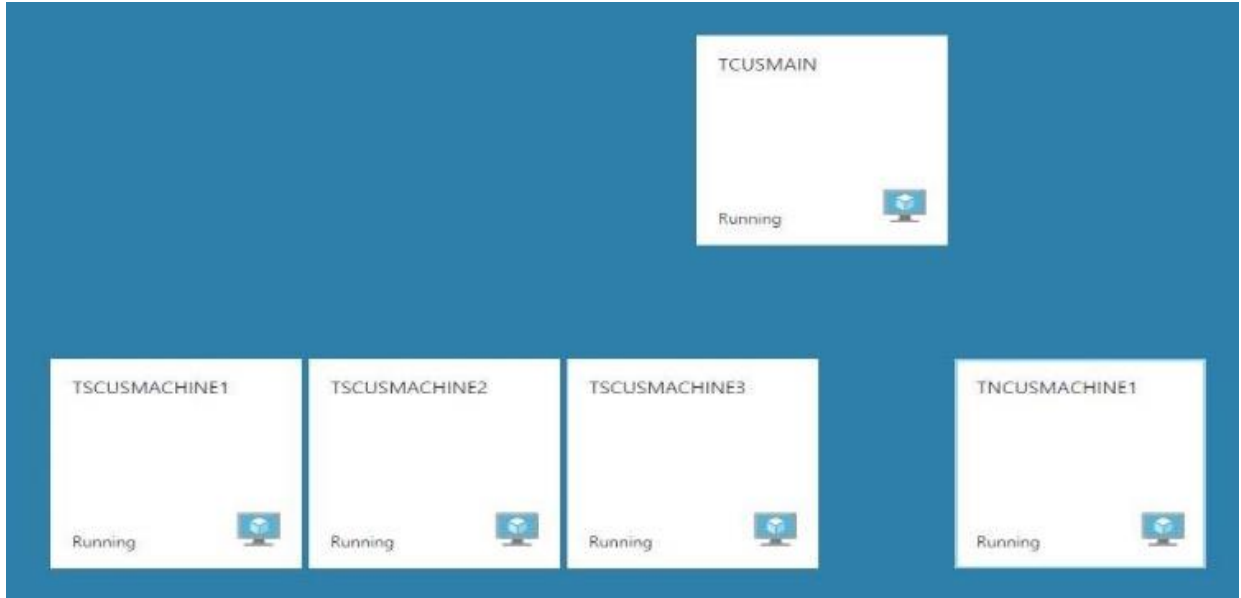 TCUSMAIN
Running
TSCUSMACHINE1
Running
TSCUSMACHINE2
Running
TSCUSMACHINE3
Running
TNCUSMACHINE1
Running